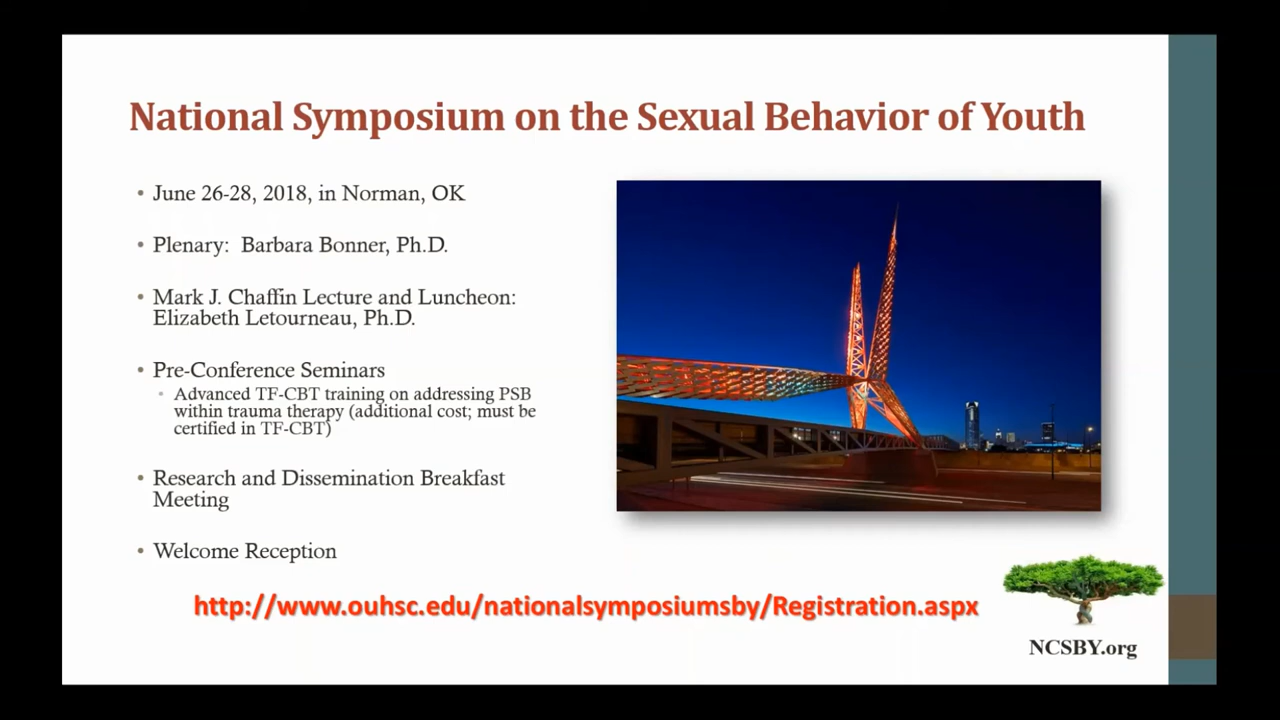 National Symposium on the Sexual Behavior of Youth
• June 26-28, 2018, in Norman, OK
• Plenary:  Barbara Bonner, Ph.D.
• Mark J. Chaffin Lecture and Luncheon:
Elizabeth Letourneau, Ph.D.
• Pre-Conference Seminars
• Advanced TF-CBT training on addressing PSB
within trauma therapy (additional cost; must be
certified in TF-CBT)
• Research and Dissemination Breakfast
Meeting
• Welcome Reception
http://www.ouhsc.edu/nationalsymposiumsby/Registration.aspx
NCSBY.org